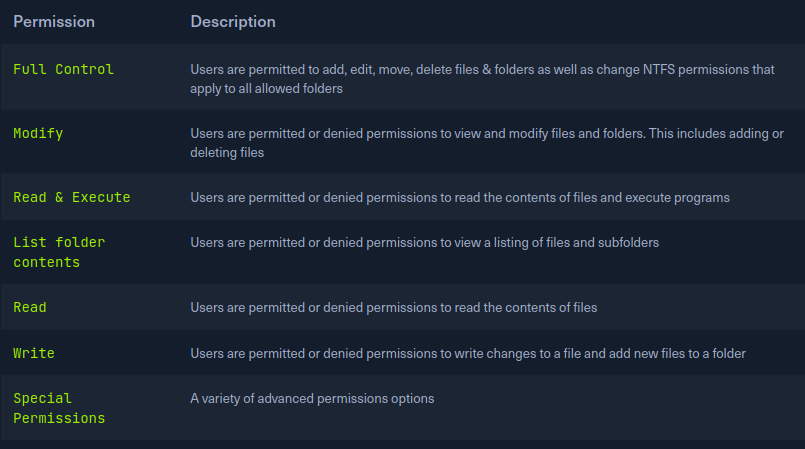 Permission Description
Full Control Users are permitted to add, edit, move, delete files & folders as well as change NTFS permissions that
apply to all allowed folders
Modify Users are permitted or denied permissions to view and modify files and folders. This includes adding or
deleting files
Read & Execute Users are permitted or denied permissions to read the contents of files and execute programs
List folder Users are permitted or denied permissions to view a listing of files and subfolders
contents
Read Users are permitted or denied permissions to read the contents of files
Write Users are permitted or denied permissions to write changes to a file and add new files to a folder
Special A variety of advanced permissions options
Permissions